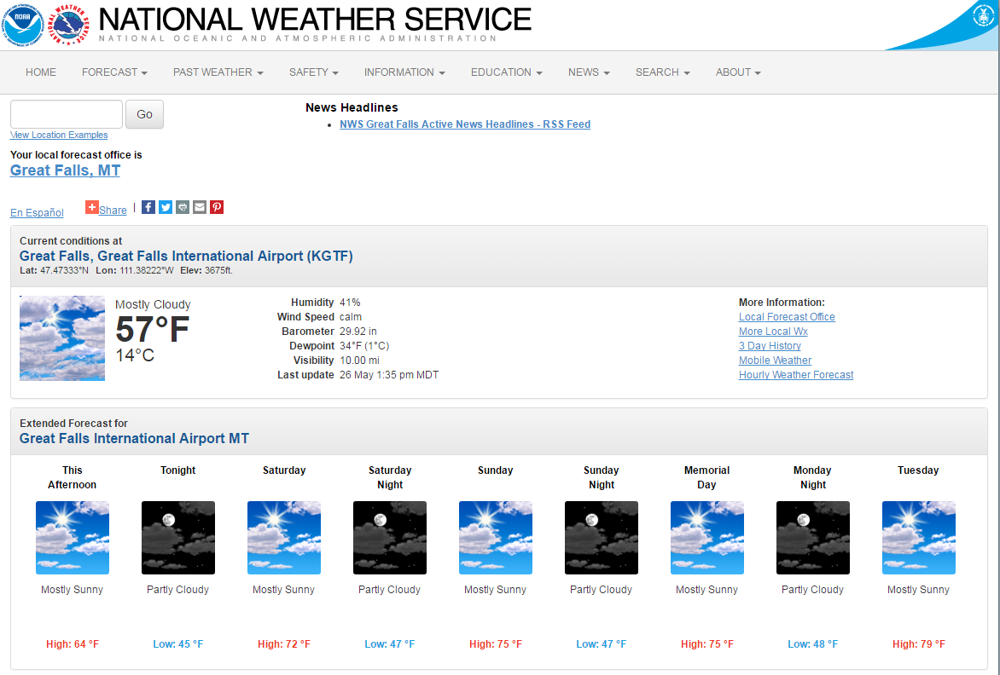 NOAA
NATIONAL WEATHER SERVICE
NATIONAL OCEANIC AND ATMOSPHERIC ADMINISTRATION
HOME FORECAST PAST WEATHER SAFETY INFORMATION EDUCATION NEWS SEARCH ABOUT
Go
View Location Examples
News Headlines
NWS Great Falls Active News Headlines - RSS Feed
Your local forecast office is
Great Falls, MT
En Español Share |
Current conditions at
Great Falls, Great Falls International Airport (KGTF)
Lat: 47.47333°N Lon: 111.38222°W Elev: 3675ft.
Mostly Cloudy
57°F
14°C
Humidity 41%
Wind Speed calm
Barometer 29.92 in
Dewpoint 34°F (1°C)
Visibility 10.00 mi
Last update 26 May 1:35 pm MDT
More Information:
Local Forecast Office
More Local Wx
3 Day History
Mobile Weather
Hourly Weather Forecast
Extended Forecast for
Great Falls International Airport MT
This Afternoon
Mostly Sunny
High: 64 °F
Tonight
Partly Cloudy
Low: 45 °F
Saturday
Mostly Sunny
High: 72 °F
Saturday Night
Partly Cloudy
Low: 47 °F
Sunday
Mostly Sunny
High: 75 °F
Sunday Night
Partly Cloudy
Low: 47 °F
Memorial Day
Mostly Sunny
High: 75 °F
Monday Night
Partly Cloudy
Low: 48 °F
Tuesday
Mostly Sunny
High: 79 °F